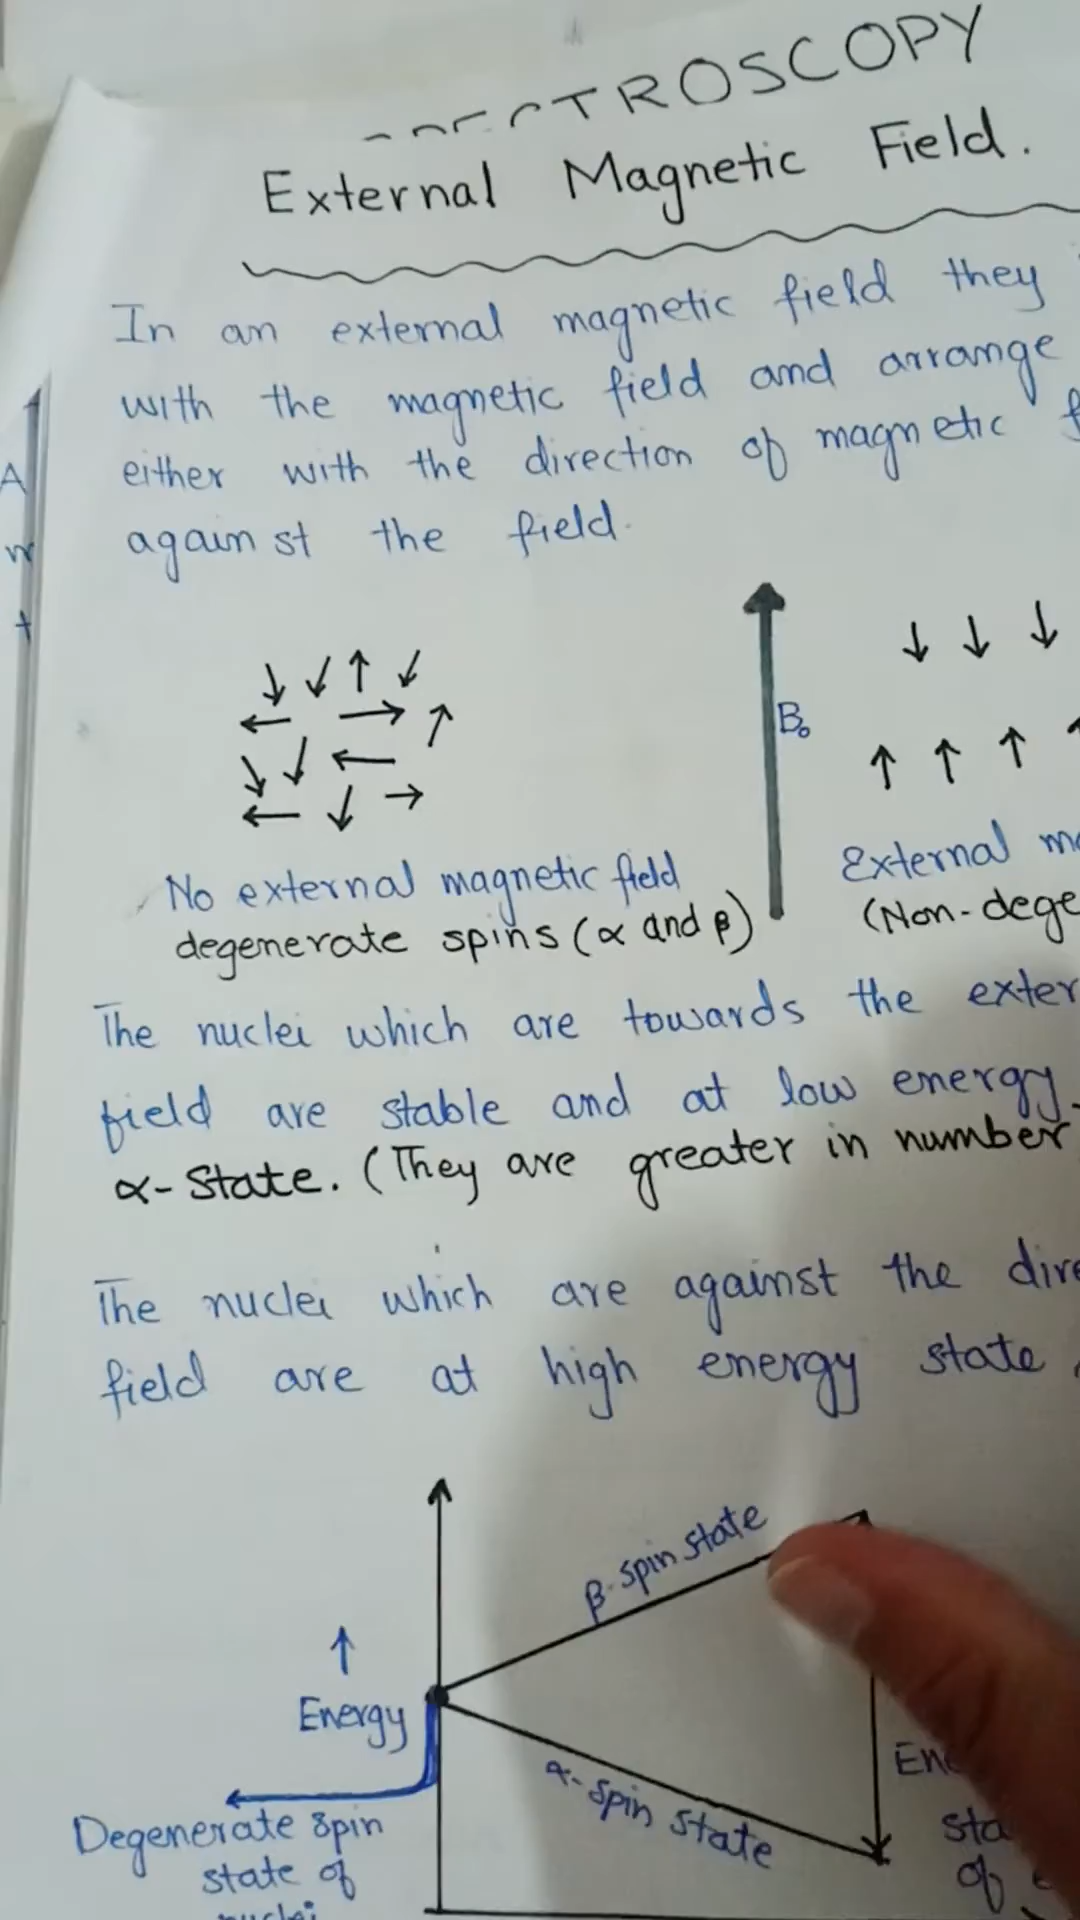 TROSCOPY
External Magnetic Field.
In an external magnetic field they
with the magnetic field and arrange
either with the direction of magnetic f
against the field.
B₀
No external magnetic field
degenerate spins (α and β)
External m
(Non-dege
The nuclei which are towards the exter
field are stable and at low energy.
α-State. (They are greater in number
The nuclei which are against the dire
field are at high energy state
β-spin state
Energy
α-Spin State
Ene
sta
of
Degenerate spin
state of
nuclei